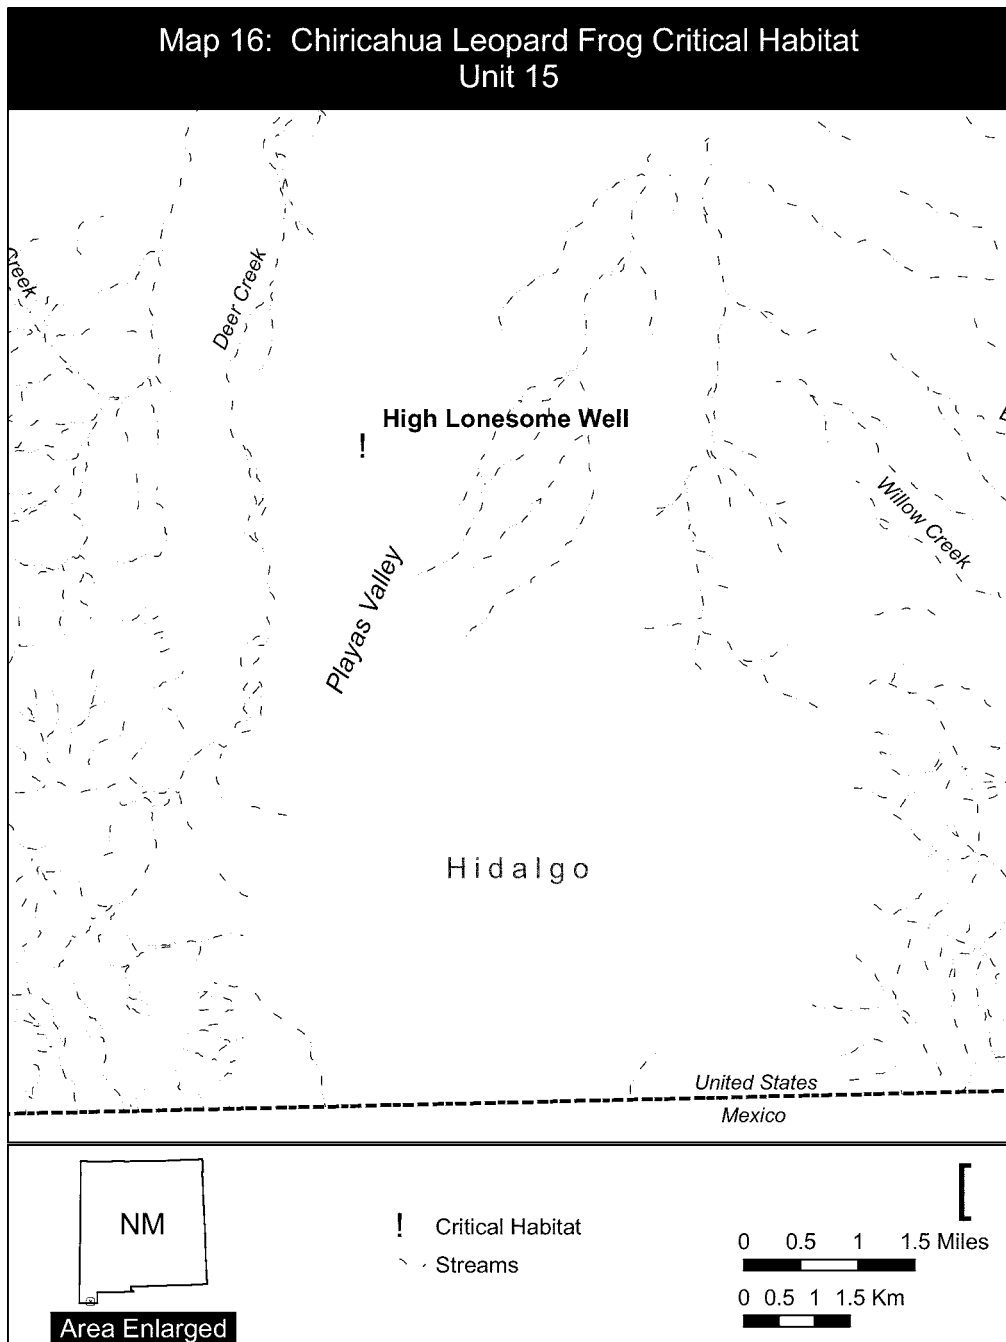 Map 16: Chiricahua Leopard Frog Critical Habitat
Unit 15
Creek
Deer Creek
High Lonesome Well
!
Willow Creek
Playas Valley
Hidalgo
United States
Mexico
NM
Area Enlarged
! Critical Habitat
Streams
[
0 0.5 1 1.5 Miles
0 0.5 1 1.5 Km